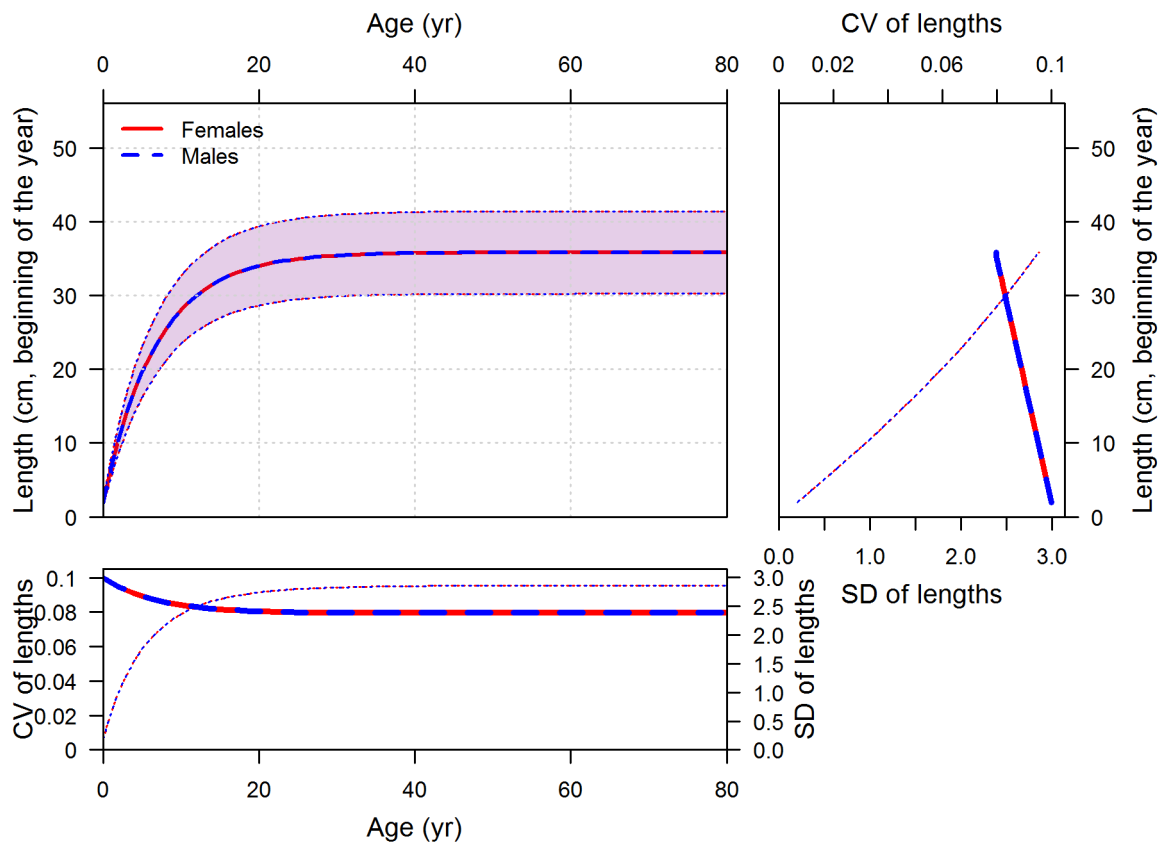 Age (yr)
CV of lengths
0 20 40 60 80
0 0.02 0.06 0.1
Length (cm, beginning of the year)
50
40
30
20
10
0
Females
Males
50
40
30
20
10
0
Length (cm, beginning of the year)
0.0 1.0 2.0 3.0
SD of lengths
CV of lengths
0.1
0.08
0.06
0.04
0.02
0
3.0
2.5
2.0
1.5
1.0
0.5
0.0
SD of lengths
0 20 40 60 80
Age (yr)